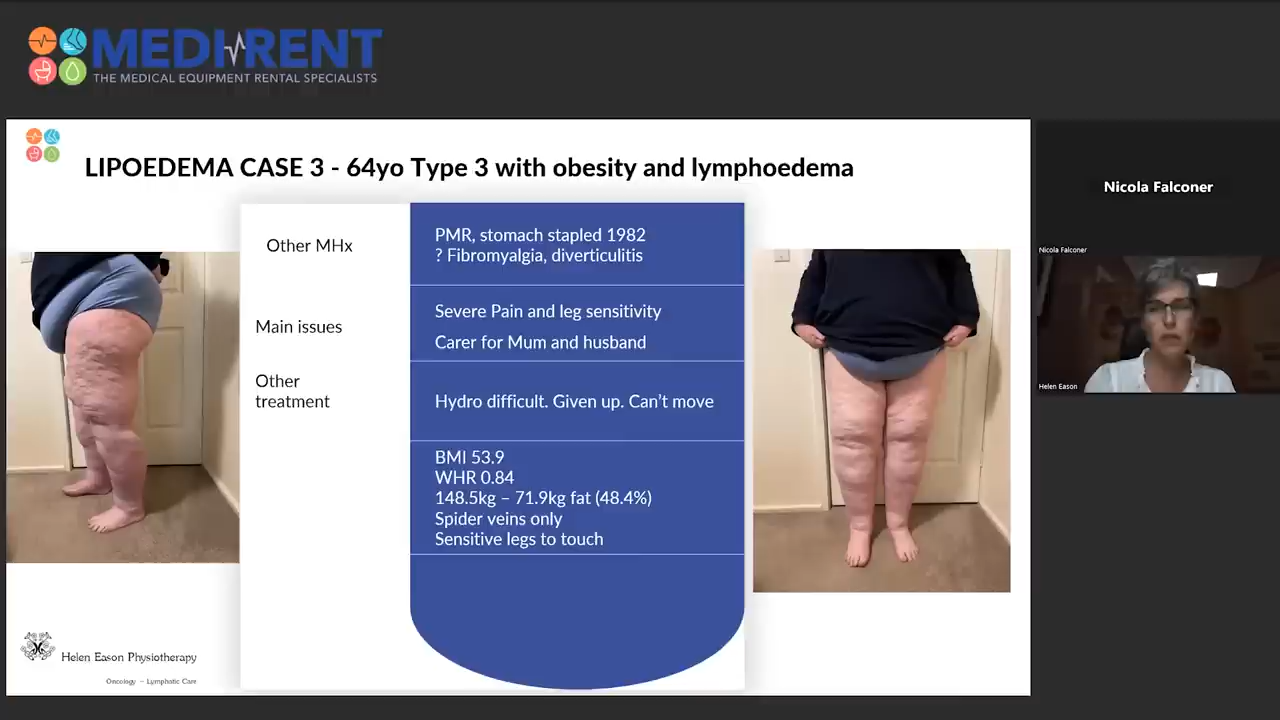 MEDI RENT
THE MEDICAL EQUIPMENT RENTAL SPECIALISTS
LIPOEDEMA CASE 3 - 64yo Type 3 with obesity and lymphoedema
Other MHx
PMR, stomach stapled 1982
? Fibromyalgia, diverticulitis
Main issues
Severe Pain and leg sensitivity
Carer for Mum and husband
Other
treatment
Hydro difficult. Given up. Can't move
BMI 53.9
WHR 0.84
148.5kg – 71.9kg fat (48.4%)
Spider veins only
Sensitive legs to touch
Helen Eason Physiotherapy
Oncology ~ Lymphatic Care
Nicola Falconer
Nicola Falconer
Helen Eason